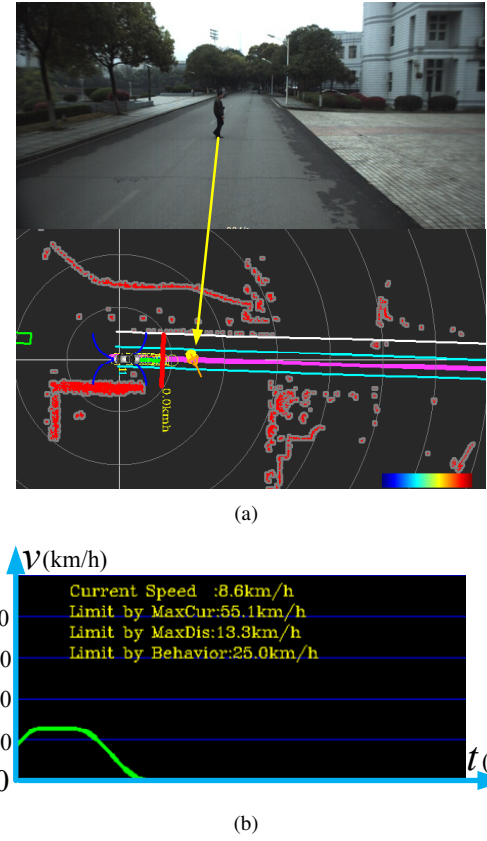 0.0kmh
(a)
v(km/h)
Current Speed :8.6km/h
Limit by MaxCur:55.1km/h
Limit by MaxDis:13.3km/h
Limit by Behavior:25.0km/h
0
0
0
0
0
t(
(b)